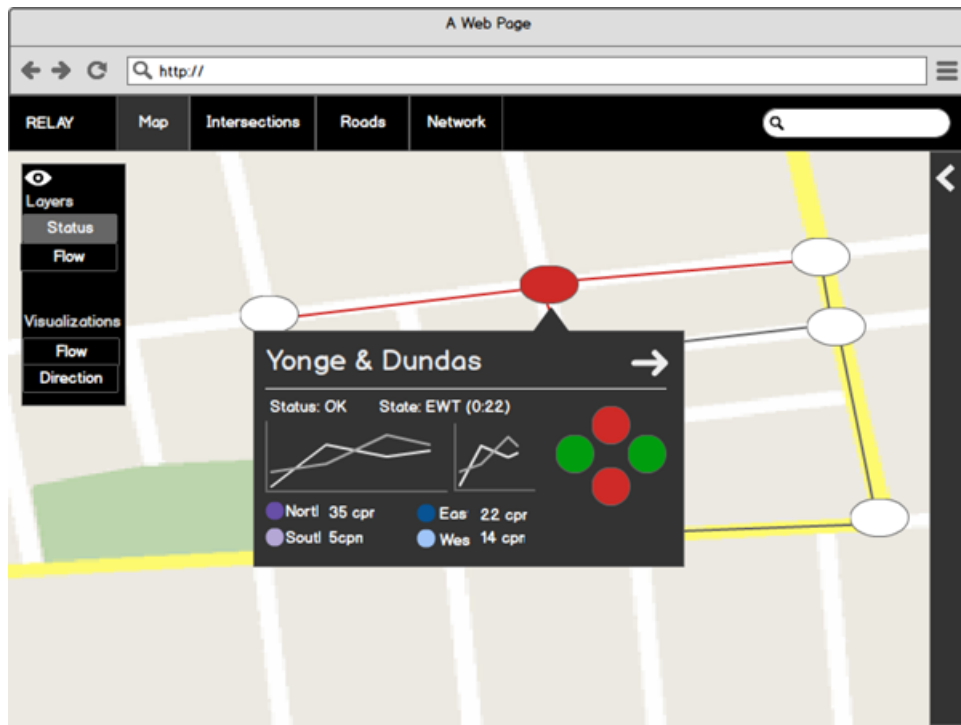 A Web Page
http://
RELAY Map Intersections Roads Network
Layers
Status
Flow
Visualizations
Flow
Direction
Yonge & Dundas
Status: OK State: EWT (0:22)
Nortl 35 cpr Eas 22 cpr
Soutl 5cpn Wes 14 cpn